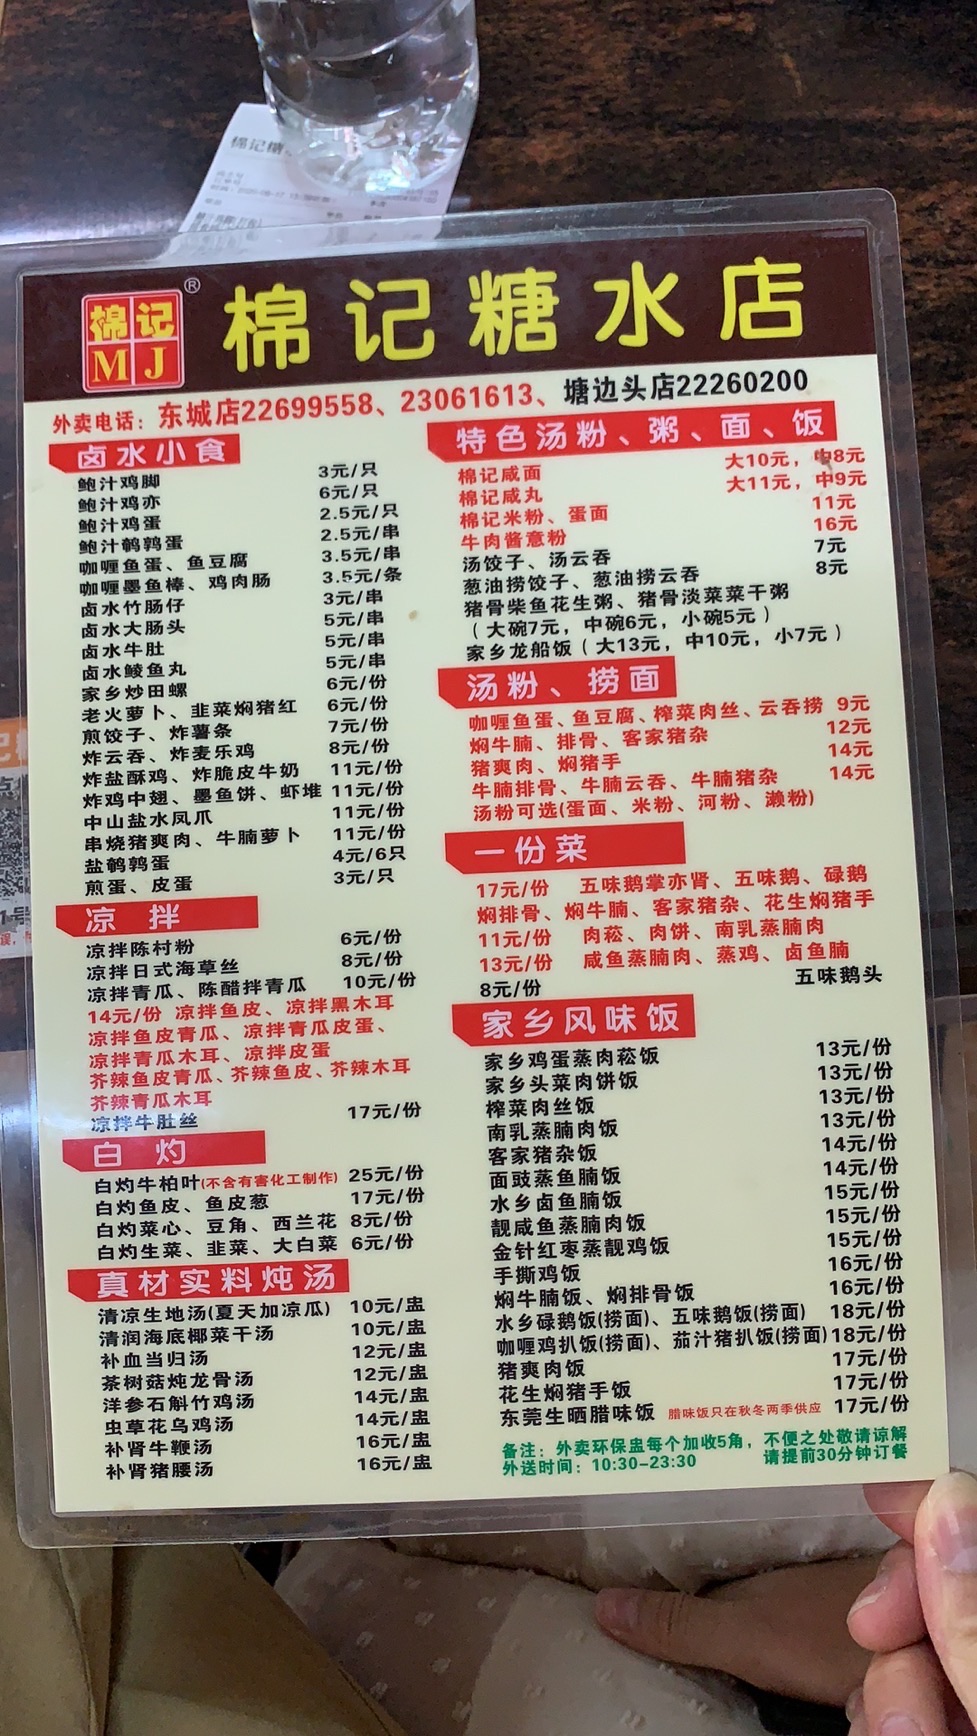 棉记糖
棉记
MJ
®
棉记糖水店
外卖电话：东城店22699558、23061613、塘边头店22260200
卤水小食
鲍汁鸡脚 3元/只
鲍汁鸡亦 6元/只
鲍汁鸡蛋 2.5元/只
鲍汁鹌鹑蛋 2.5元/串
咖喱鱼蛋、鱼豆腐 3.5元/串
咖喱墨鱼棒、鸡肉肠 3.5元/条
卤水竹肠仔 3元/串
卤水大肠头 5元/串
卤水牛肚 5元/串
卤水鲮鱼丸 5元/串
家乡炒田螺 6元/份
老火萝卜、韭菜焖猪红 6元/份
煎饺子、炸薯条 7元/份
炸云吞、炸麦乐鸡 8元/份
炸盐酥鸡、炸脆皮牛奶 11元/份
炸鸡中翅、墨鱼饼、虾堆 11元/份
中山盐水凤爪 11元/份
串烧猪爽肉、牛腩萝卜 11元/份
盐鹌鹑蛋 4元/6只
煎蛋、皮蛋 3元/只
凉拌
凉拌陈村粉 6元/份
凉拌日式海草丝 8元/份
凉拌青瓜、陈醋拌青瓜 10元/份
14元/份 凉拌鱼皮、凉拌黑木耳
凉拌鱼皮青瓜、凉拌青瓜皮蛋、
凉拌青瓜木耳、凉拌皮蛋
芥辣鱼皮青瓜、芥辣鱼皮、芥辣木耳
芥辣青瓜木耳
凉拌牛肚丝 17元/份
白灼
白灼牛柏叶(不含有害化工制作) 25元/份
白灼鱼皮、鱼皮葱 17元/份
白灼菜心、豆角、西兰花 8元/份
白灼生菜、韭菜、大白菜 6元/份
真材实料炖汤
清凉生地汤(夏天加凉瓜) 10元/盅
清润海底椰菜干汤 10元/盅
补血当归汤 12元/盅
茶树菇炖龙骨汤 12元/盅
洋参石斛竹鸡汤 14元/盅
虫草花乌鸡汤 14元/盅
补肾牛鞭汤 16元/盅
补肾猪腰汤 16元/盅
特色汤粉、粥、面、饭
棉记咸面 大10元，中8元
棉记咸丸 大11元，中9元
棉记米粉、蛋面 11元
牛肉酱意粉 16元
汤饺子、汤云吞 7元
葱油捞饺子、葱油捞云吞 8元
猪骨柴鱼花生粥、猪骨淡菜菜干粥
（大碗7元，中碗6元，小碗5元）
家乡龙船饭（大13元，中10元，小7元）
汤粉、捞面
咖喱鱼蛋、鱼豆腐、榨菜肉丝、云吞捞 9元
焖牛腩、排骨、客家猪杂 12元
猪爽肉、焖猪手 14元
牛腩排骨、牛腩云吞、牛腩猪杂 14元
汤粉可选(蛋面、米粉、河粉、濑粉)
一份菜
17元/份 五味鹅掌亦肾、五味鹅、碌鹅
焖排骨、焖牛腩、客家猪杂、花生焖猪手
11元/份 肉菘、肉饼、南乳蒸腩肉
13元/份 咸鱼蒸腩肉、蒸鸡、卤鱼腩
8元/份 五味鹅头
家乡风味饭
家乡鸡蛋蒸肉菘饭 13元/份
家乡头菜肉饼饭 13元/份
榨菜肉丝饭 13元/份
南乳蒸腩肉饭 13元/份
客家猪杂饭 14元/份
面豉蒸鱼腩饭 14元/份
水乡卤鱼腩饭 15元/份
靓咸鱼蒸腩肉饭 15元/份
金针红枣蒸靓鸡饭 15元/份
手撕鸡饭 16元/份
焖牛腩饭、焖排骨饭 16元/份
水乡碌鹅饭(捞面)、五味鹅饭(捞面) 18元/份
咖喱鸡扒饭(捞面)、茄汁猪扒饭(捞面) 18元/份
猪爽肉饭 17元/份
花生焖猪手饭 17元/份
东莞生晒腊味饭 腊味饭只在秋冬两季供应 17元/份
备注：外卖环保盅每个加收5角，不便之处敬请谅解
外送时间：10:30-23:30 请提前30分钟订餐